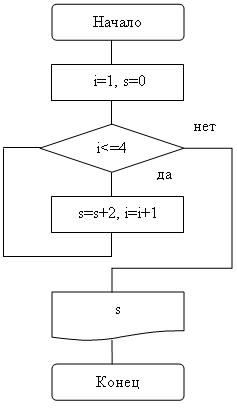 Начало
i=1, s=0
нет
i<=4
да
s=s+2, i=i+1
s
Конец